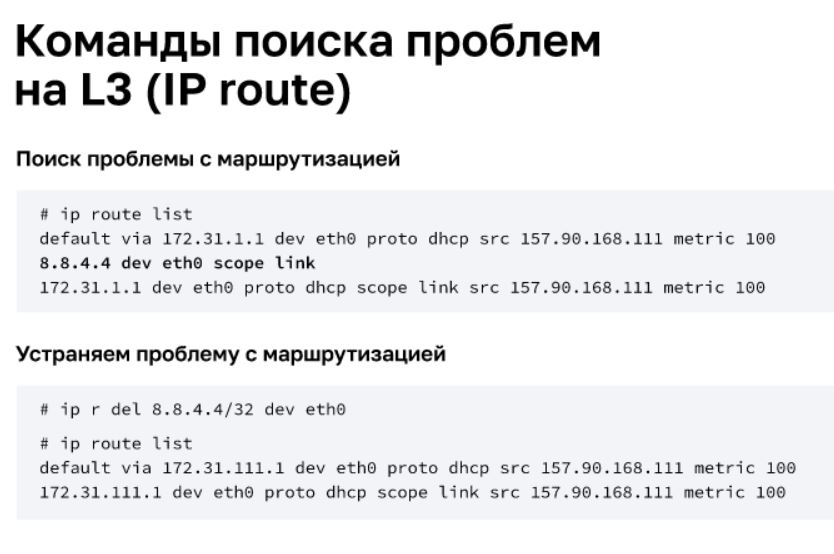 Команды поиска проблем
на L3 (IP route)
Поиск проблемы с маршрутизацией
# ip route list
default via 172.31.1.1 dev eth0 proto dhcp src 157.90.168.111 metric 100
8.8.4.4 dev eth0 scope link
172.31.1.1 dev eth0 proto dhcp scope link src 157.90.168.111 metric 100
Устраняем проблему с маршрутизацией
# ip r del 8.8.4.4/32 dev eth0
# ip route list
default via 172.31.111.1 dev eth0 proto dhcp src 157.90.168.111 metric 100
172.31.111.1 dev eth0 proto dhcp scope link src 157.90.168.111 metric 100